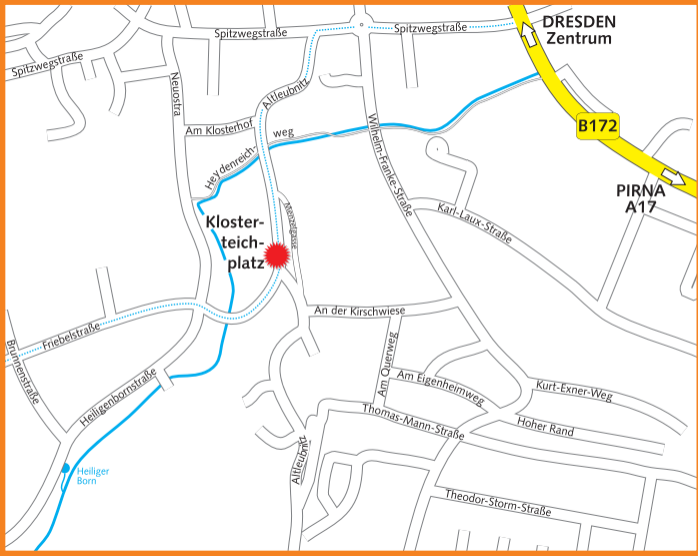 DRESDEN
Zentrum
Spitzwegstraße
Spitzwegstraße
Spitzwegstraße
Neuostra
Altleubnitz
B172
Am Klosterhof
weg
Heydenreich-
Wilhelm-Franke-Straße
PIRNA
A17
Menzelgasse
Karl-Laux-Straße
Kloster-
teich-
platz
An der Kirschwiese
Friebelstraße
Brunnenstraße
Am Querweg
Am Eigenheimweg
Kurt-Exner-Weg
Heiligenbornstraße
Thomas-Mann-Straße
Hoher Rand
Altleubnitz
Heiliger
Born
Theodor-Storm-Straße